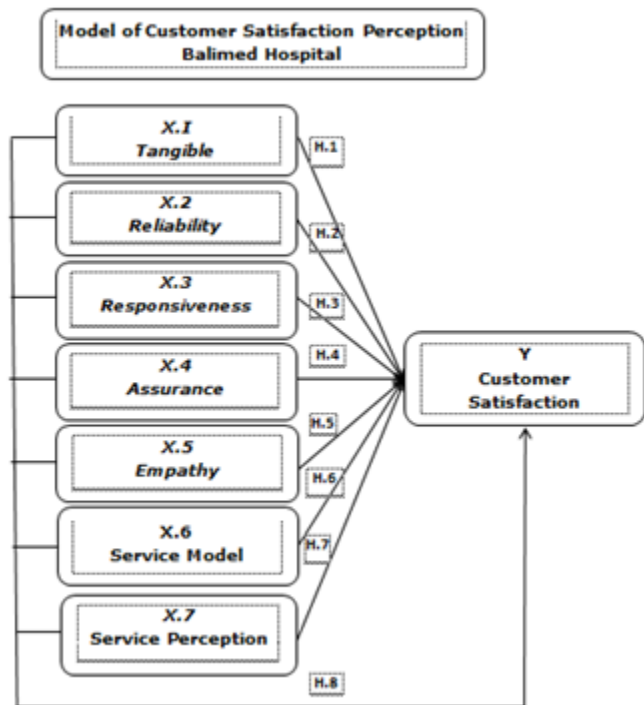 Model of Customer Satisfaction Perception
Balimed Hospital
X.I
Tangible
H.1
X.2
Reliability
H.2
X.3
Responsiveness
H.3
X.4
Assurance
H.4
Y
Customer
Satisfaction
X.5
Empathy
H.5
X.6
Service Model
H.6
X.7
Service Perception
H.7
H.8